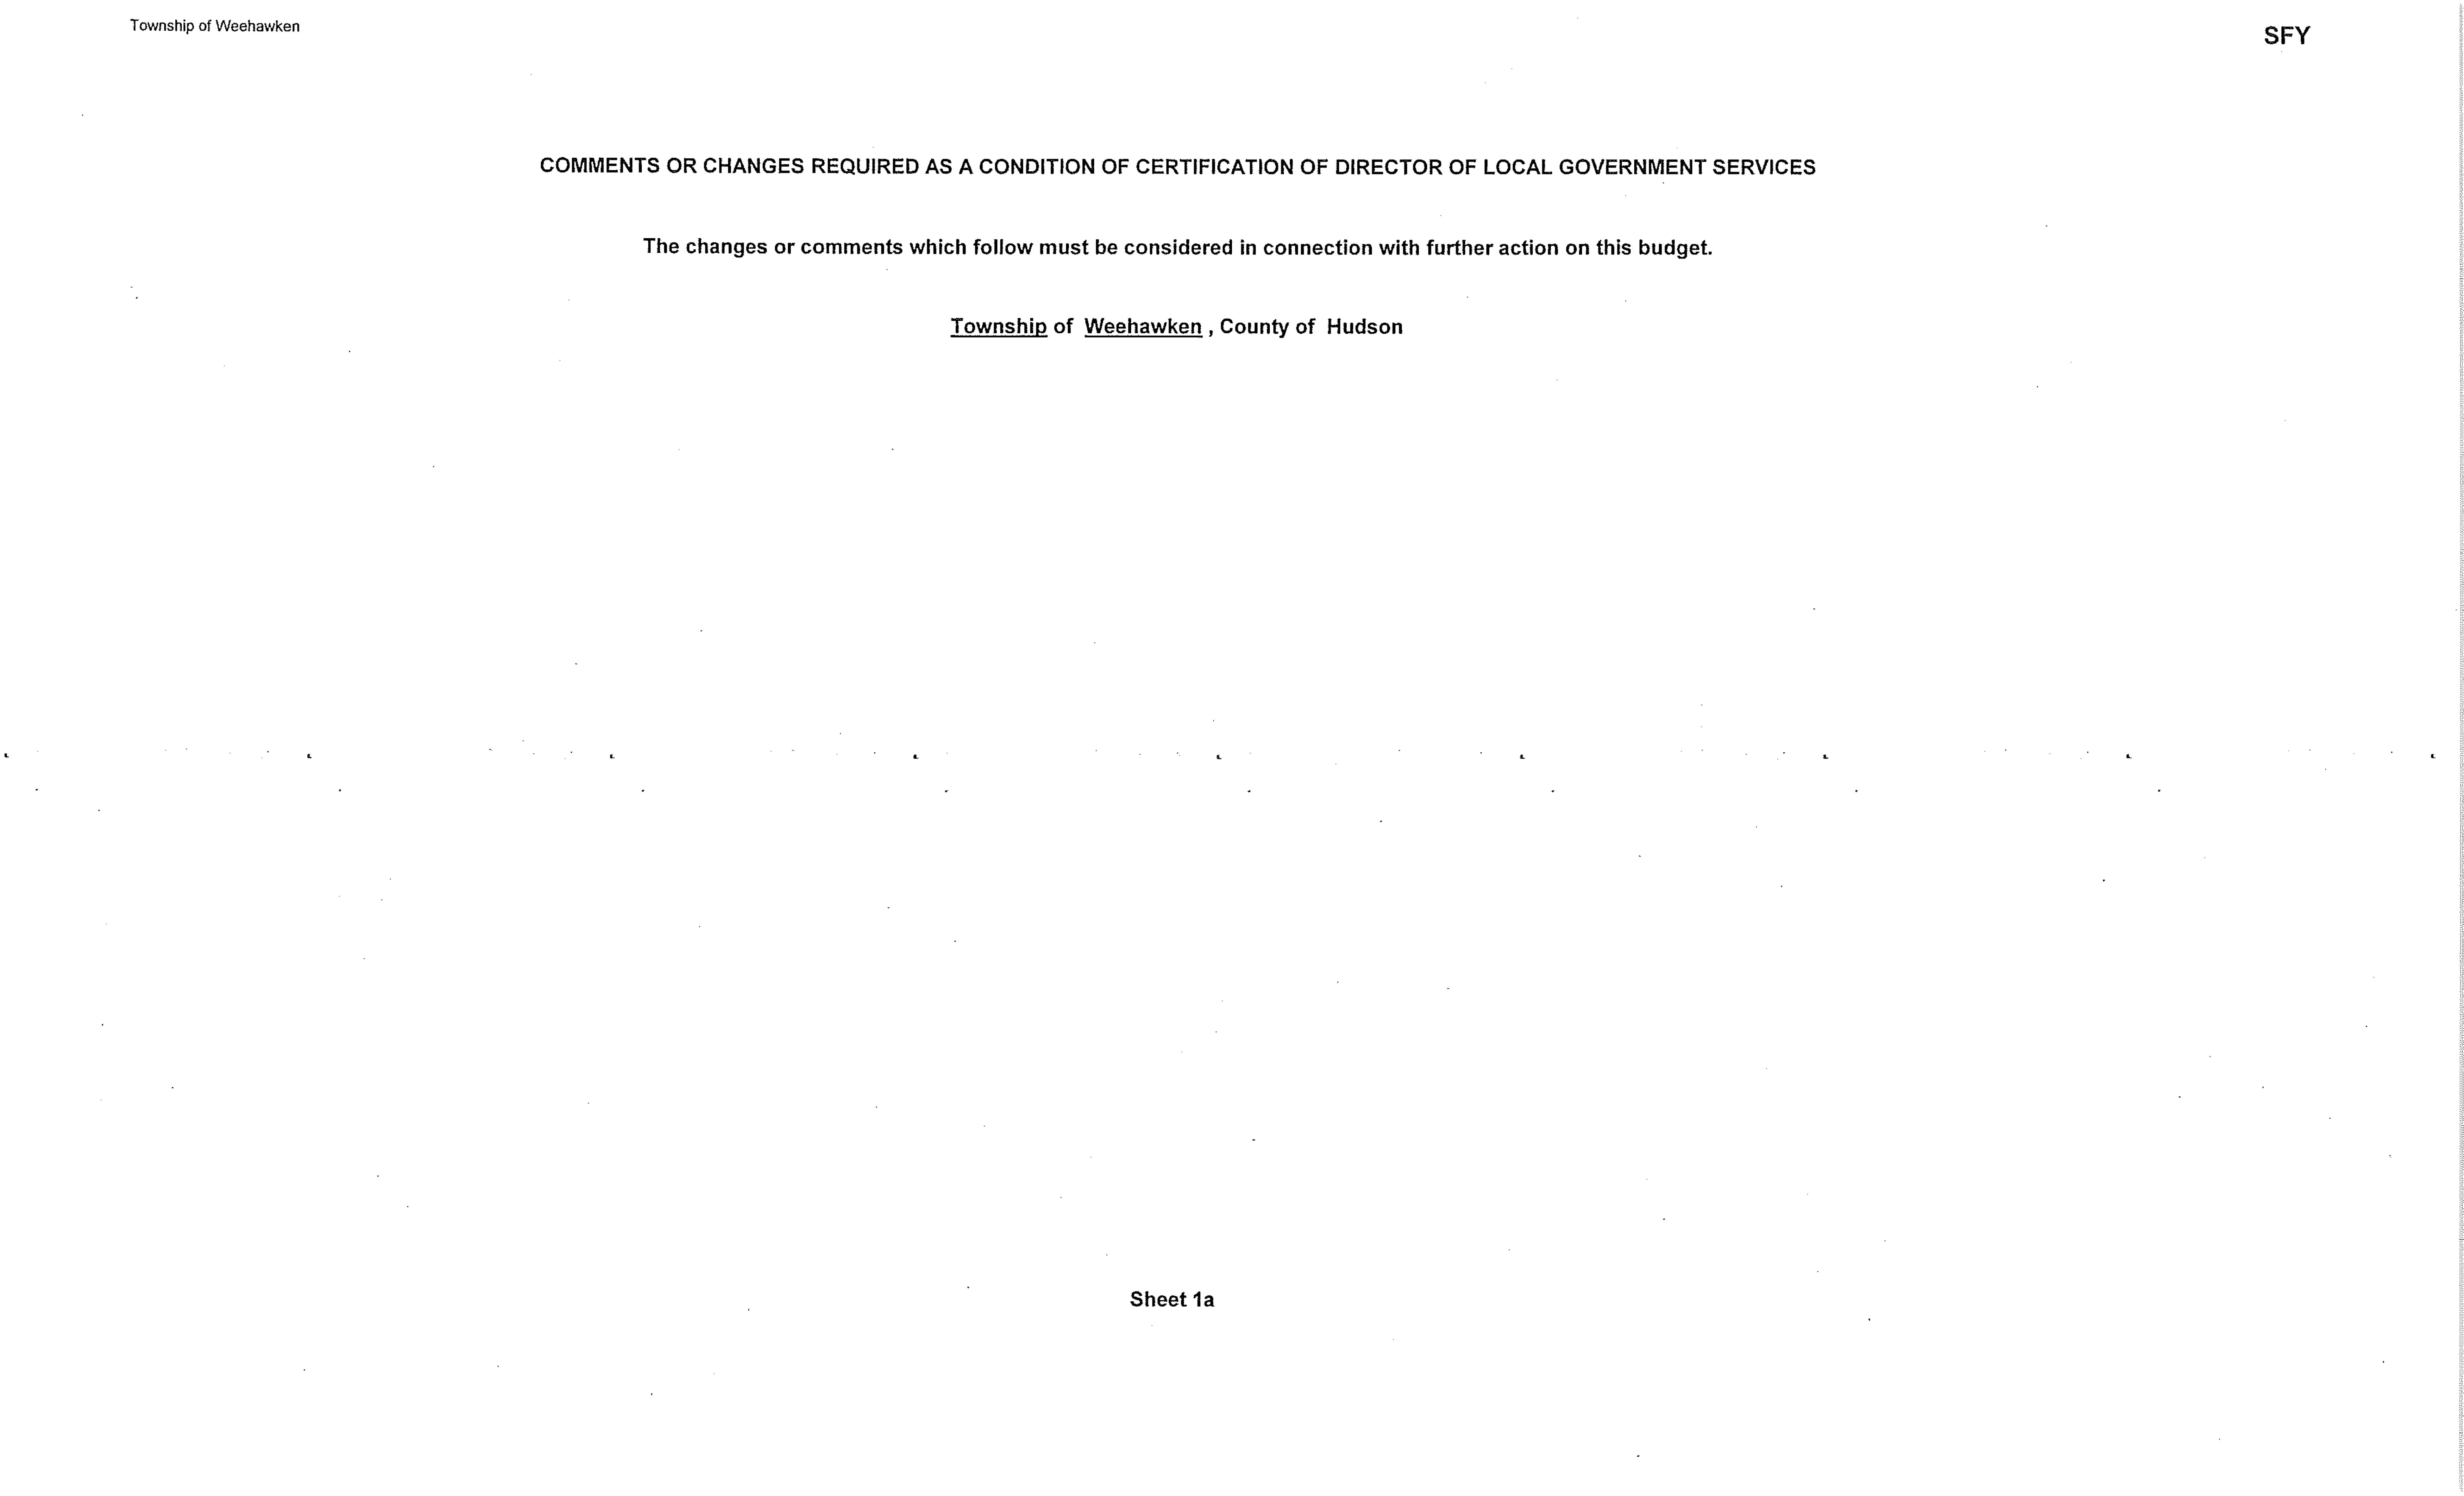 Township of Weehawken
SFY
COMMENTS OR CHANGES REQUIRED AS A CONDITION OF CERTIFICATION OF DIRECTOR OF LOCAL GOVERNMENT SERVICES
The changes or comments which follow must be considered in connection with further action on this budget.
Township of Weehawken , County of Hudson
Sheet 1a